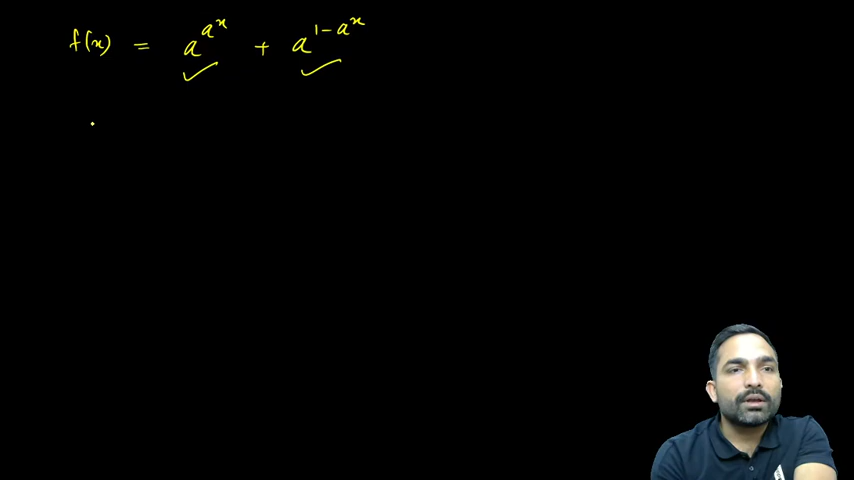 f(x) = a^{a^x} + a^{1-a^x}